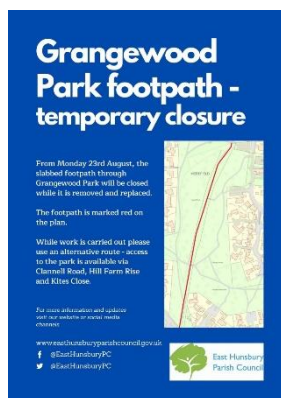 Grangewood
Park footpath -
temporary closure
From Monday 23rd August, the
slabbed footpath through
Grangewood Park will be closed
while it is removed and replaced.
The footpath is marked red on
the plan.
While work is carried out please
use an alternative route - access
to the park is available via
Clannell Road, Hill Farm Rise
and Kites Close.
For more information and updates
visit our website or social media
channels
www.easthunsburyparishcouncil.gov.uk
@EastHunsburyPC
@EastHunsburyPC
East Hunsbury
Parish Council